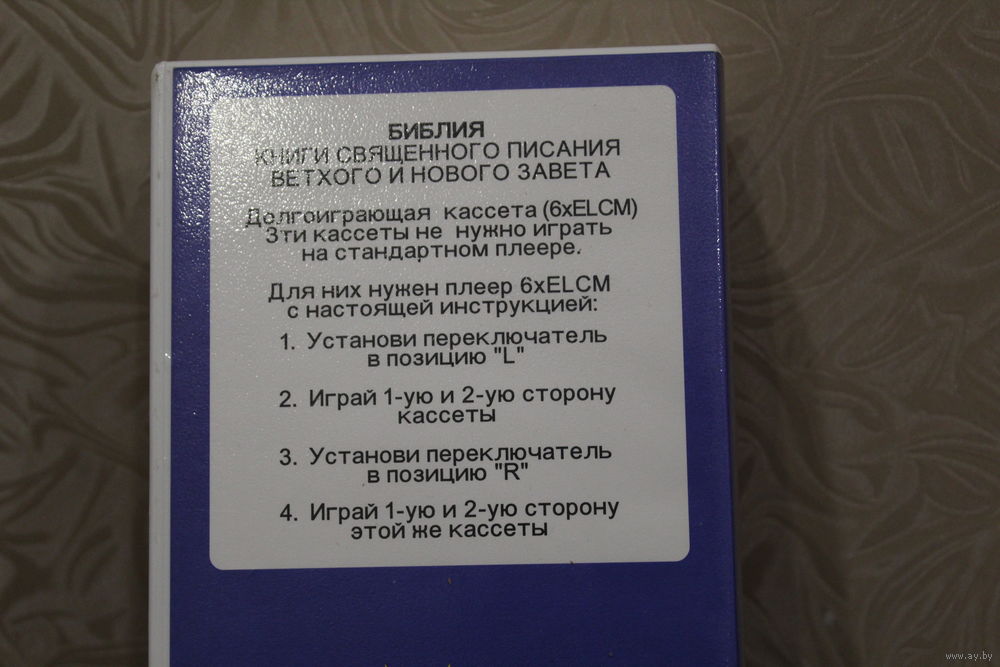 БИБЛИЯ
КНИГИ СВЯЩЕННОГО ПИСАНИЯ
ВЕТХОГО И НОВОГО ЗАВЕТА
Долгоиграющая кассета (6xELCM)
Зти кассеты не нужно играть
на стандартном плеере.
Для них нужен плеер 6xELCM
с настоящей инструкцией:
1. Установи переключатель
в позицию "L"
2. Играй 1-ую и 2-ую сторону
кассеты
3. Установи переключатель
в позицию "R"
4. Играй 1-ую и 2-ую сторону
этой же кассеты
www.ay.by